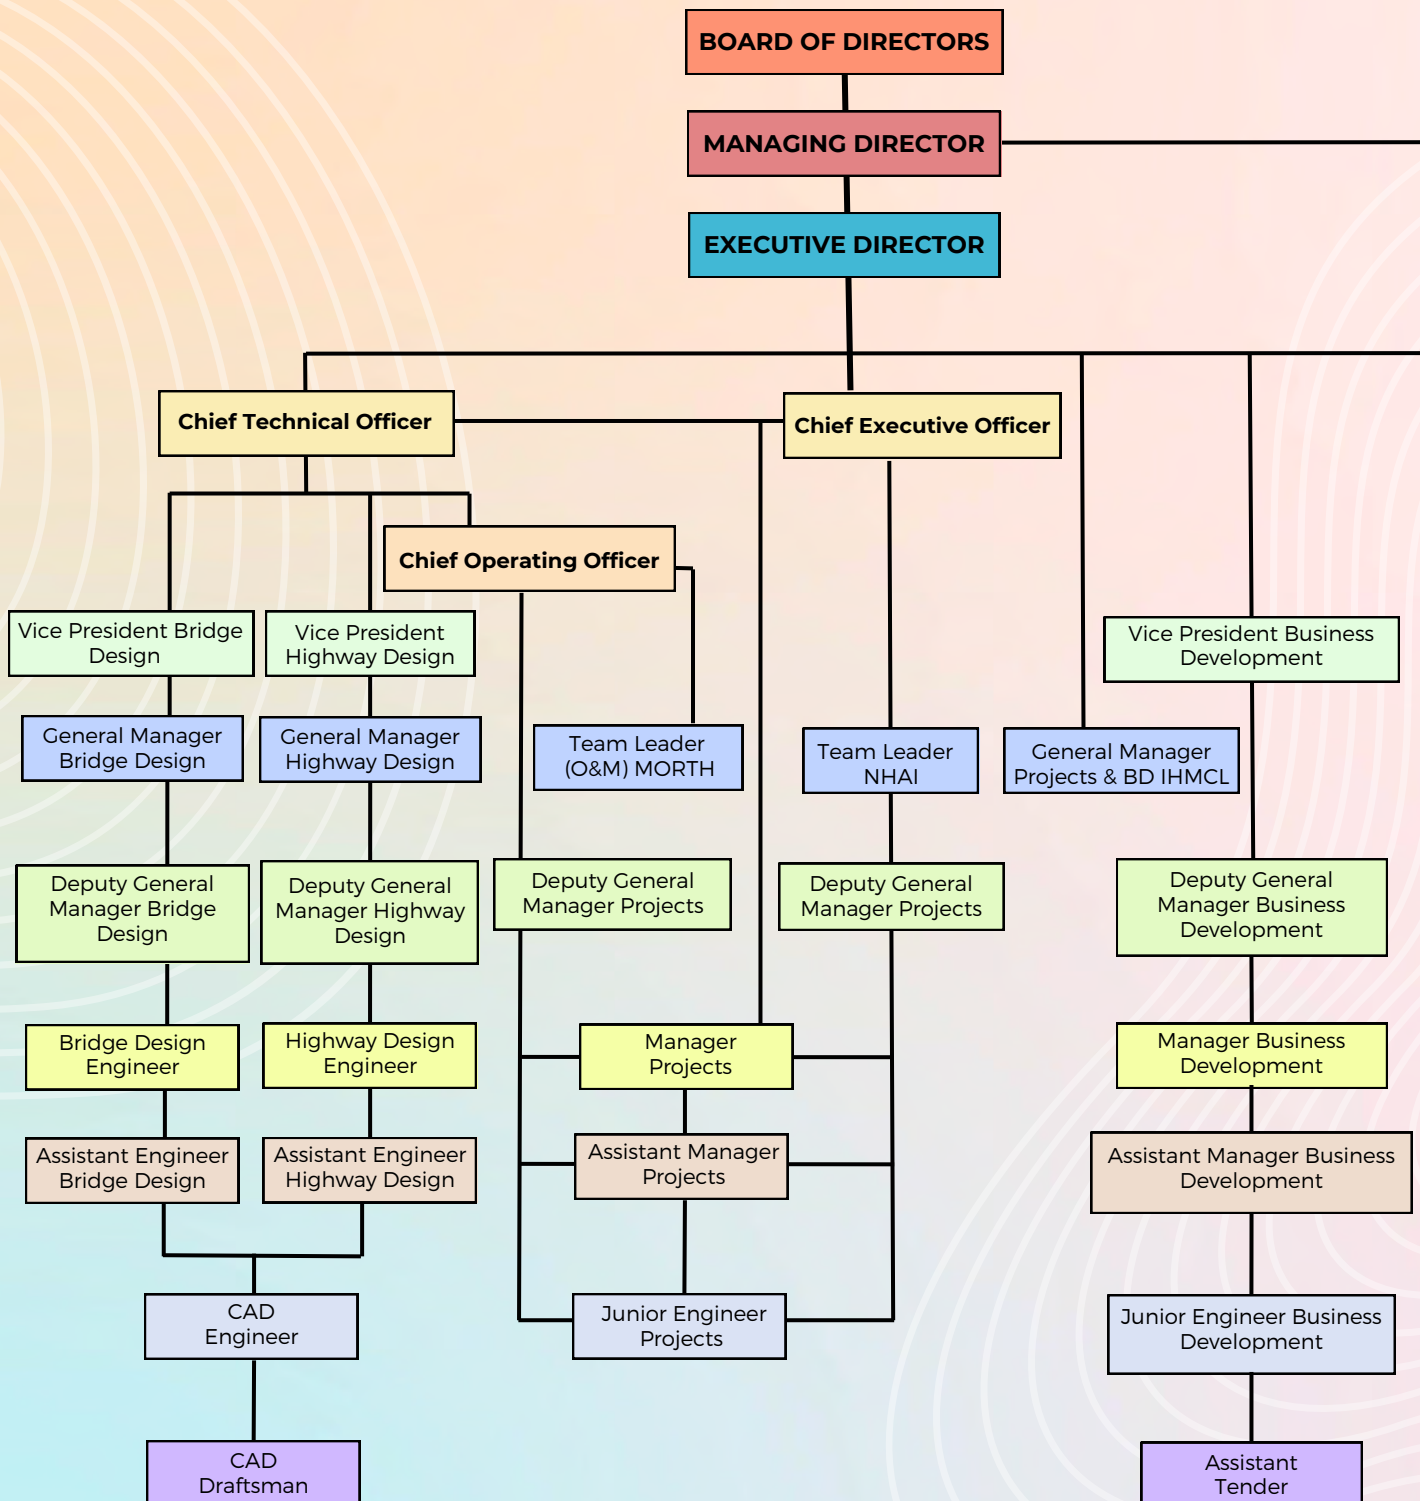 BOARD OF DIRECTORS
MANAGING DIRECTOR
EXECUTIVE DIRECTOR
Chief Technical Officer
Chief Executive Officer
Chief Operating Officer
Vice President Bridge
Design
Vice President
Highway Design
Vice President Business
Development
General Manager
Bridge Design
General Manager
Highway Design
Team Leader
(O&M) MORTH
Team Leader
NHAI
General Manager
Projects & BD IHMCL
Deputy General
Manager Bridge
Design
Deputy General
Manager Highway
Design
Deputy General
Manager Projects
Deputy General
Manager Projects
Deputy General
Manager Business
Development
Bridge Design
Engineer
Highway Design
Engineer
Manager
Projects
Manager Business
Development
Assistant Engineer
Bridge Design
Assistant Engineer
Highway Design
Assistant Manager
Projects
Assistant Manager Business
Development
CAD
Engineer
Junior Engineer
Projects
Junior Engineer Business
Development
CAD
Draftsman
Assistant
Tender